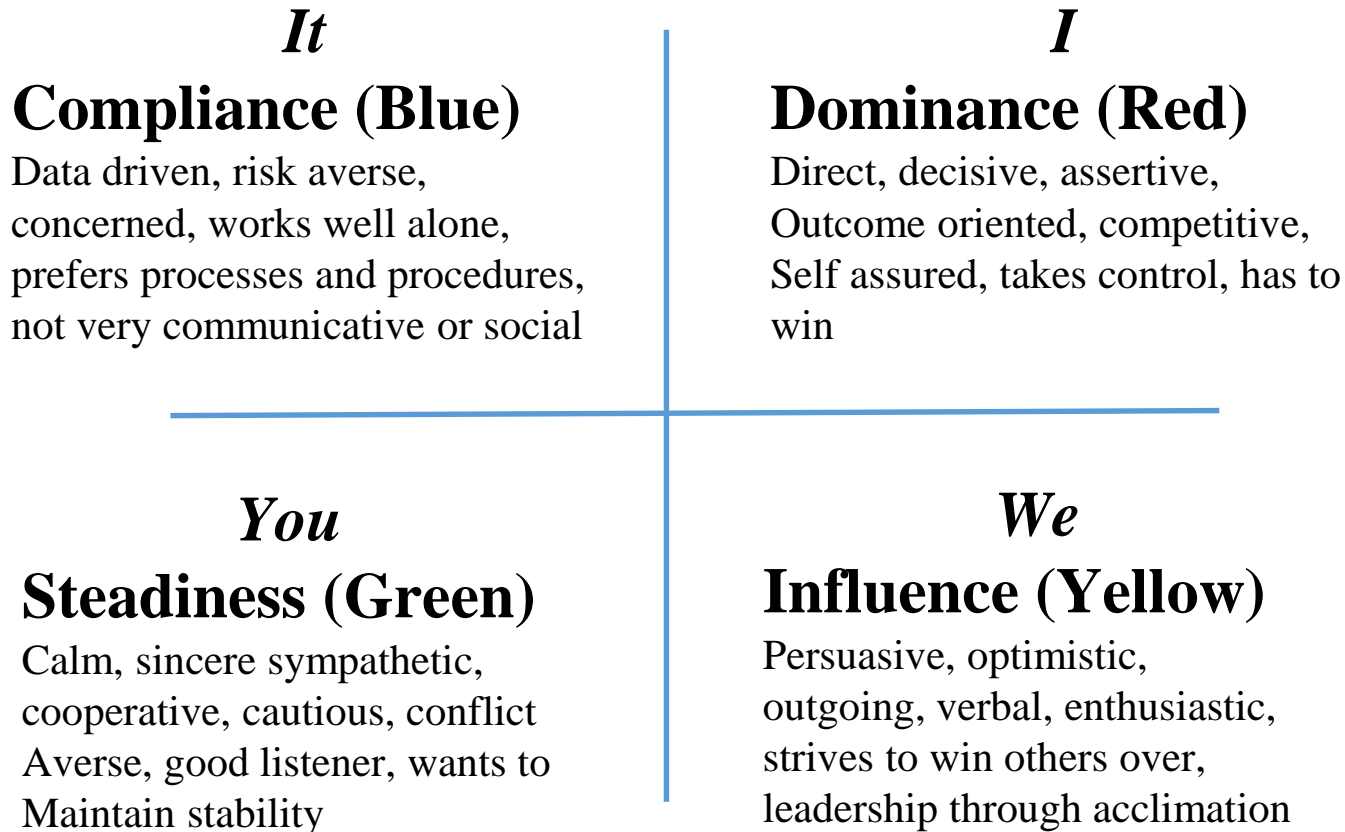 It
Compliance (Blue)
Data driven, risk averse,
concerned, works well alone,
prefers processes and procedures,
not very communicative or social
I
Dominance (Red)
Direct, decisive, assertive,
Outcome oriented, competitive,
Self assured, takes control, has to
win
You
Steadiness (Green)
Calm, sincere sympathetic,
cooperative, cautious, conflict
Averse, good listener, wants to
Maintain stability
We
Influence (Yellow)
Persuasive, optimistic,
outgoing, verbal, enthusiastic,
strives to win others over,
leadership through acclimation